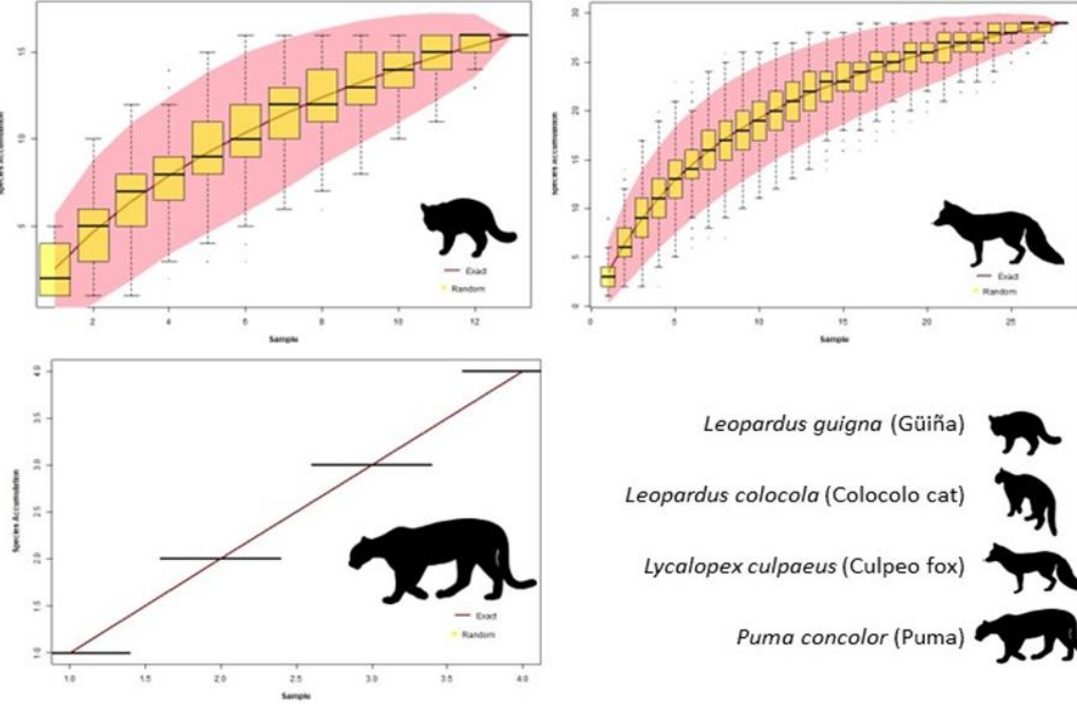 15
10
5
2
4
6
8
10
12
Exact
Random
Sample
Species Accumulation
30
25
20
15
10
5
0
0
5
10
15
20
25
Exact
Random
Sample
Species Accumulation
4.0
3.5
3.0
2.5
2.0
1.5
1.0
1.0
1.5
2.0
2.5
3.0
3.5
4.0
Exact
Random
Sample
Leopardus guigna (Güiña)
Leopardus colocola (Colocolo cat)
Lycalopex culpaeus (Culpeo fox)
Puma concolor (Puma)